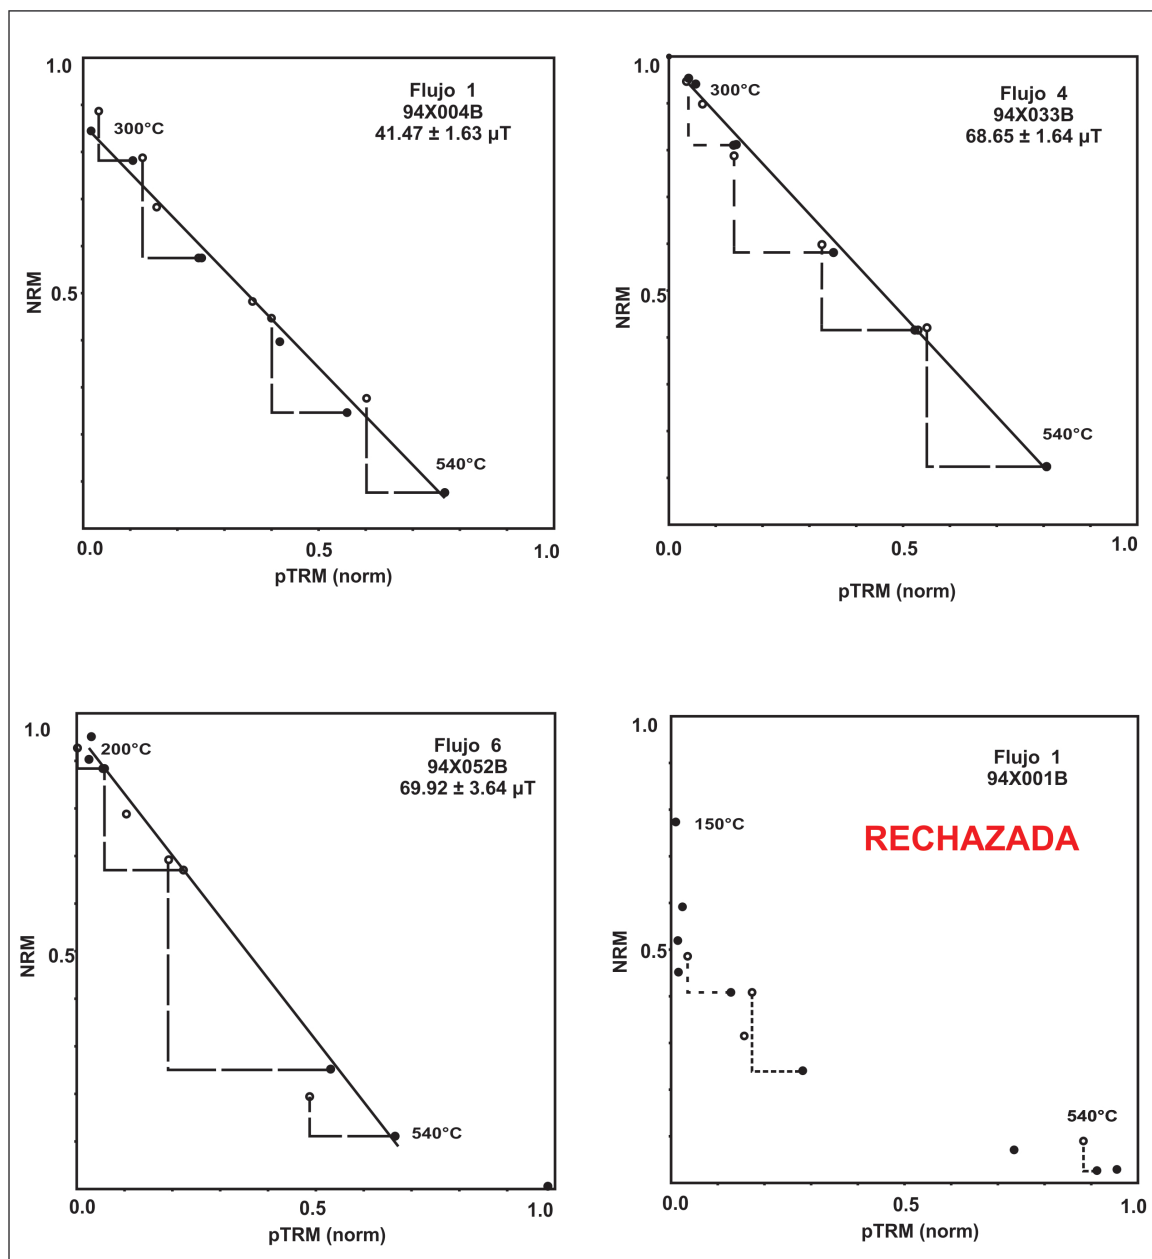 1.0
Flujo 1
94X004B
41.47 ± 1.63 µT
300°C
NRM
0.5
540°C
0.0
0.5
1.0
pTRM (norm)
1.0
Flujo 4
94X033B
68.65 ± 1.64 µT
300°C
NRM
0.5
540°C
0.0
0.5
1.0
pTRM (norm)
1.0
Flujo 6
94X052B
69.92 ± 3.64 µT
200°C
NRM
0.5
540°C
0.0
0.5
1.0
pTRM (norm)
1.0
Flujo 1
94X001B
150°C
RECHAZADA
NRM
0.5
540°C
0.0
0.5
1.0
pTRM (norm)